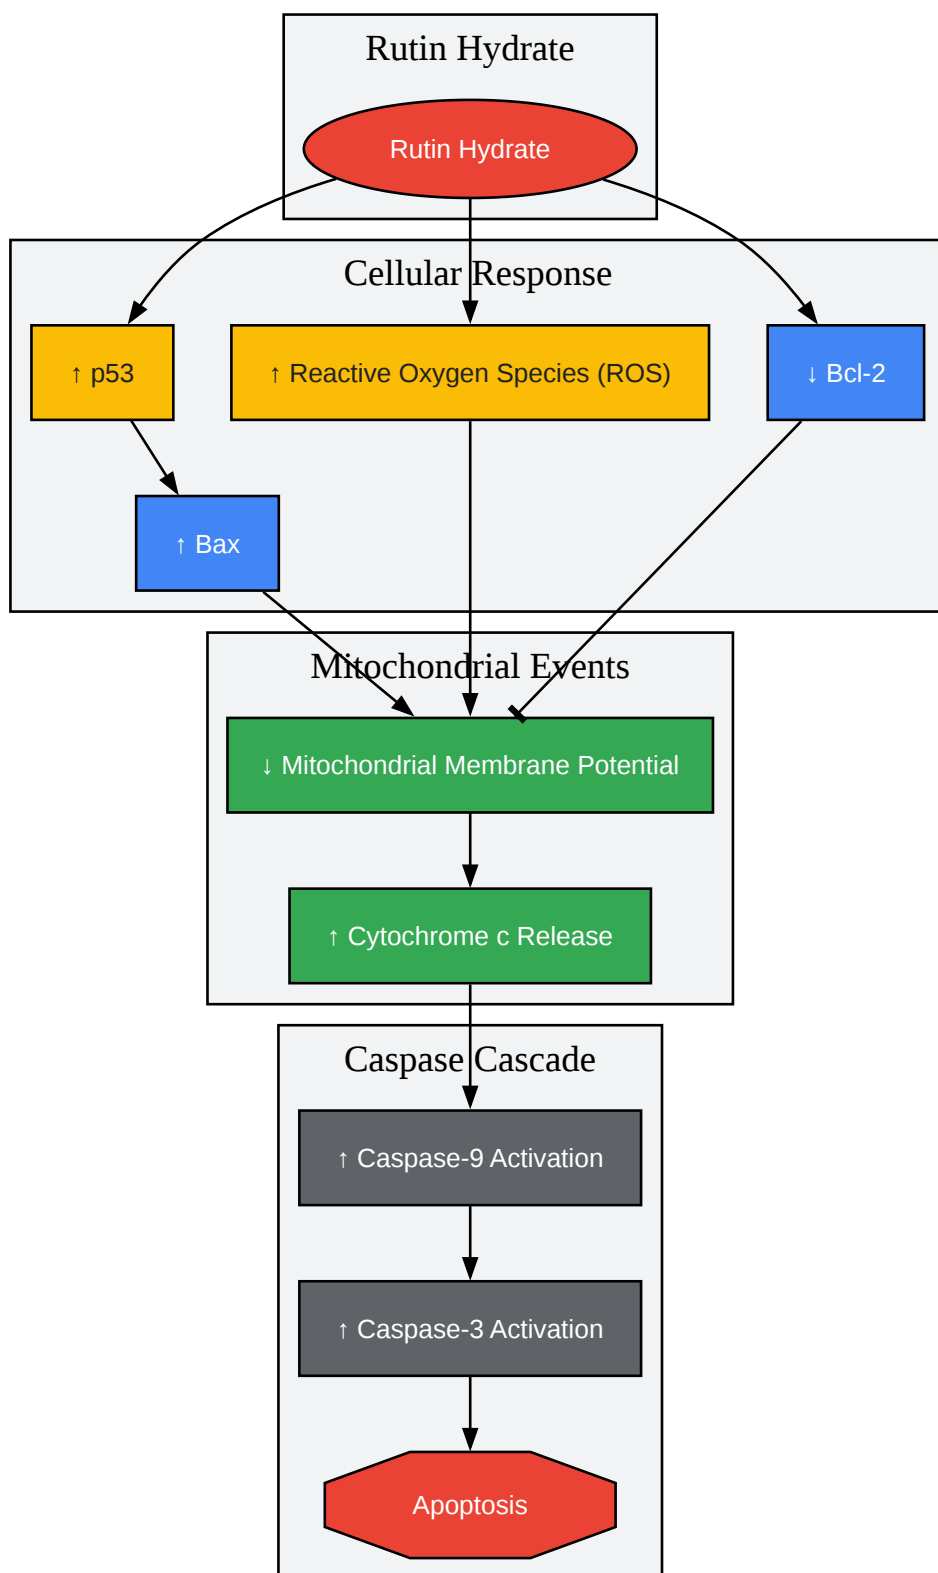 Rutin Hydrate
Rutin Hydrate
Cellular Response
↑ p53
↑ Reactive Oxygen Species (ROS)
↓ Bcl-2
↑ Bax
Mitochondrial Events
↓ Mitochondrial Membrane Potential
↑ Cytochrome c Release
Caspase Cascade
↑ Caspase-9 Activation
↑ Caspase-3 Activation
Apoptosis